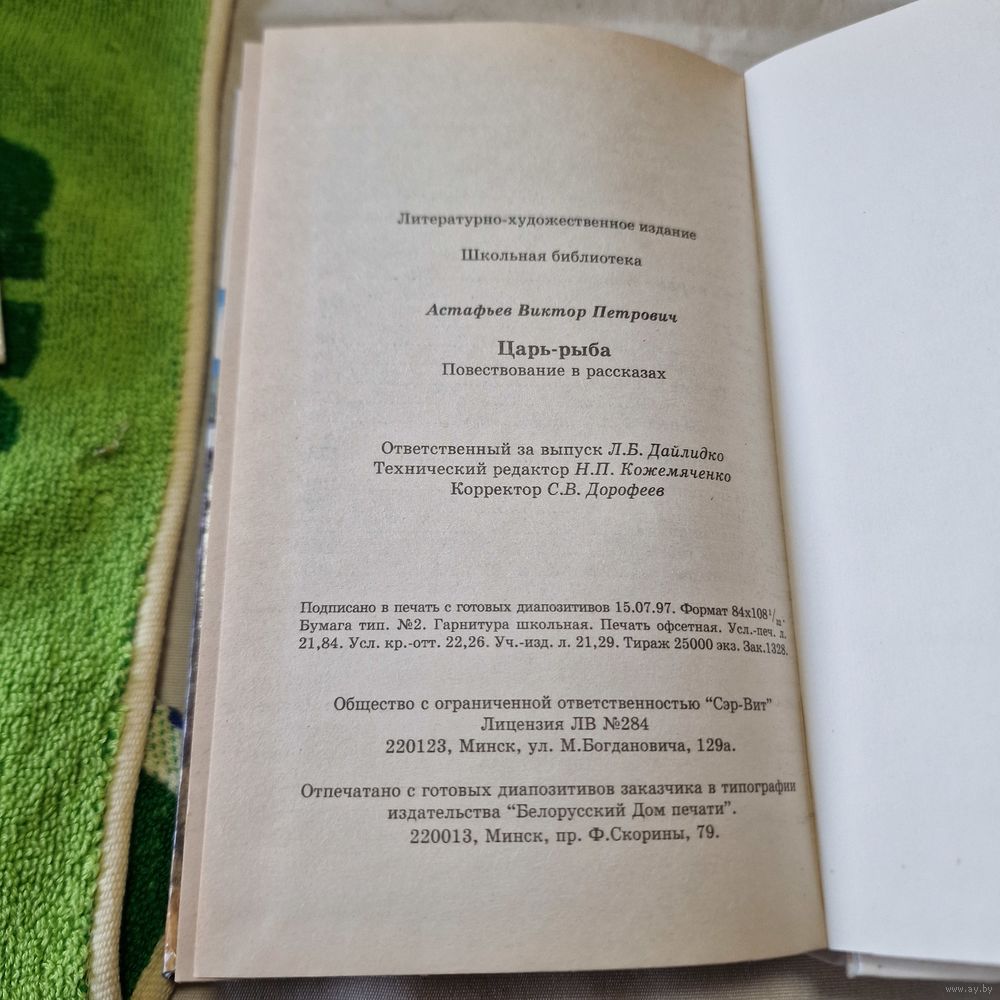 Литературно-художественное издание
Школьная библиотека
Астафьев Виктор Петрович
Царь-рыба
Повествование в рассказах
Ответственный за выпуск Л.Б. Дайлидко
Технический редактор Н.П. Кожемяченко
Корректор С.В. Дорофеев
Подписано в печать с готовых диапозитивов 15.07.97. Формат 84х108 1/32.
Бумага тип. №2. Гарнитура школьная. Печать офсетная. Усл.-печ. л.
21,84. Усл. кр.-отт. 22,26. Уч.-изд. л. 21,29. Тираж 25000 экз. Зак.1328.
Общество с ограниченной ответственностью "Сэр-Вит"
Лицензия ЛВ №284
220123, Минск, ул. М.Богдановича, 129а.
Отпечатано с готовых диапозитивов заказчика в типографии
издательства "Белорусский Дом печати".
220013, Минск, пр. Ф.Скорины, 79.
www.ay.by